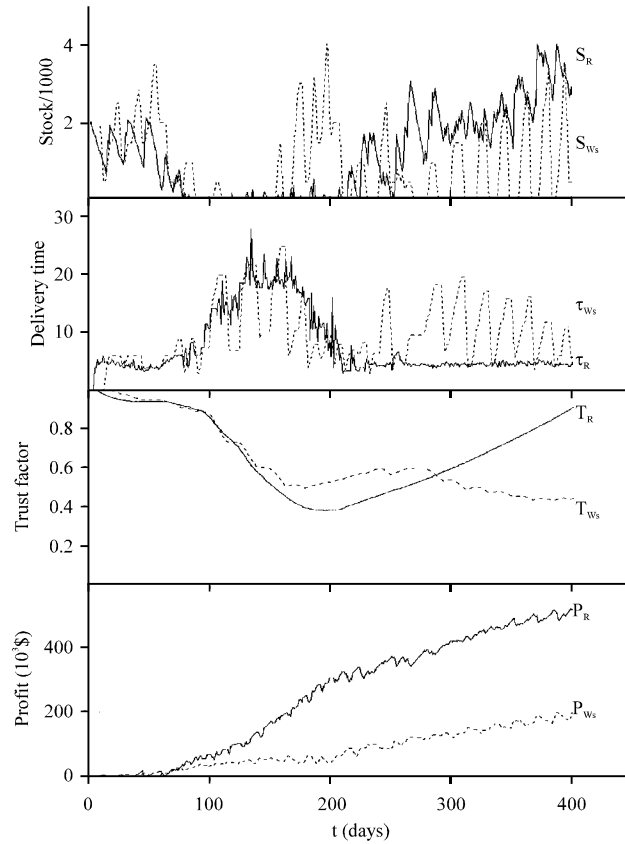 Stock/1000
4
2
S_R
S_Ws
Delivery time
30
20
10
τ_Ws
τ_R
Trust factor
0.8
0.6
0.4
0.2
T_R
T_Ws
Profit (10³$)
400
200
0
P_R
P_Ws
0 100 200 300 400
t (days)